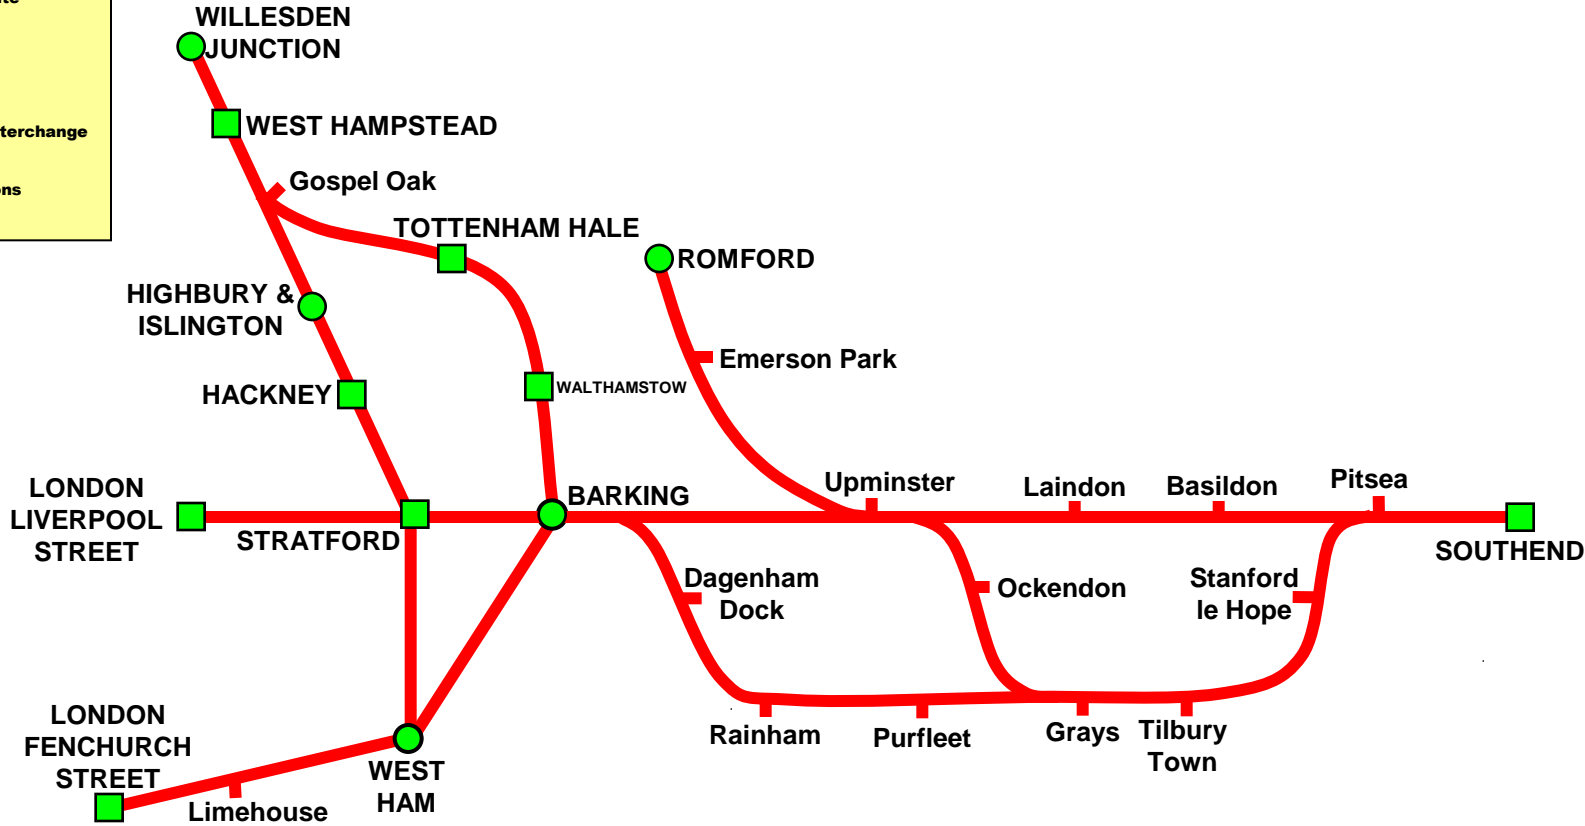 terchange
ns
WILLESDEN
JUNCTION
WEST HAMPSTEAD
Gospel Oak
TOTTENHAM HALE
ROMFORD
HIGHBURY &
ISLINGTON
Emerson Park
HACKNEY
WALTHAMSTOW
LONDON
LIVERPOOL
STREET
STRATFORD
BARKING
Upminster
Laindon
Basildon
Pitsea
SOUTHEND
Dagenham
Dock
Ockendon
Stanford
le Hope
LONDON
FENCHURCH
STREET
Limehouse
WEST
HAM
Rainham
Purfleet
Grays
Tilbury
Town